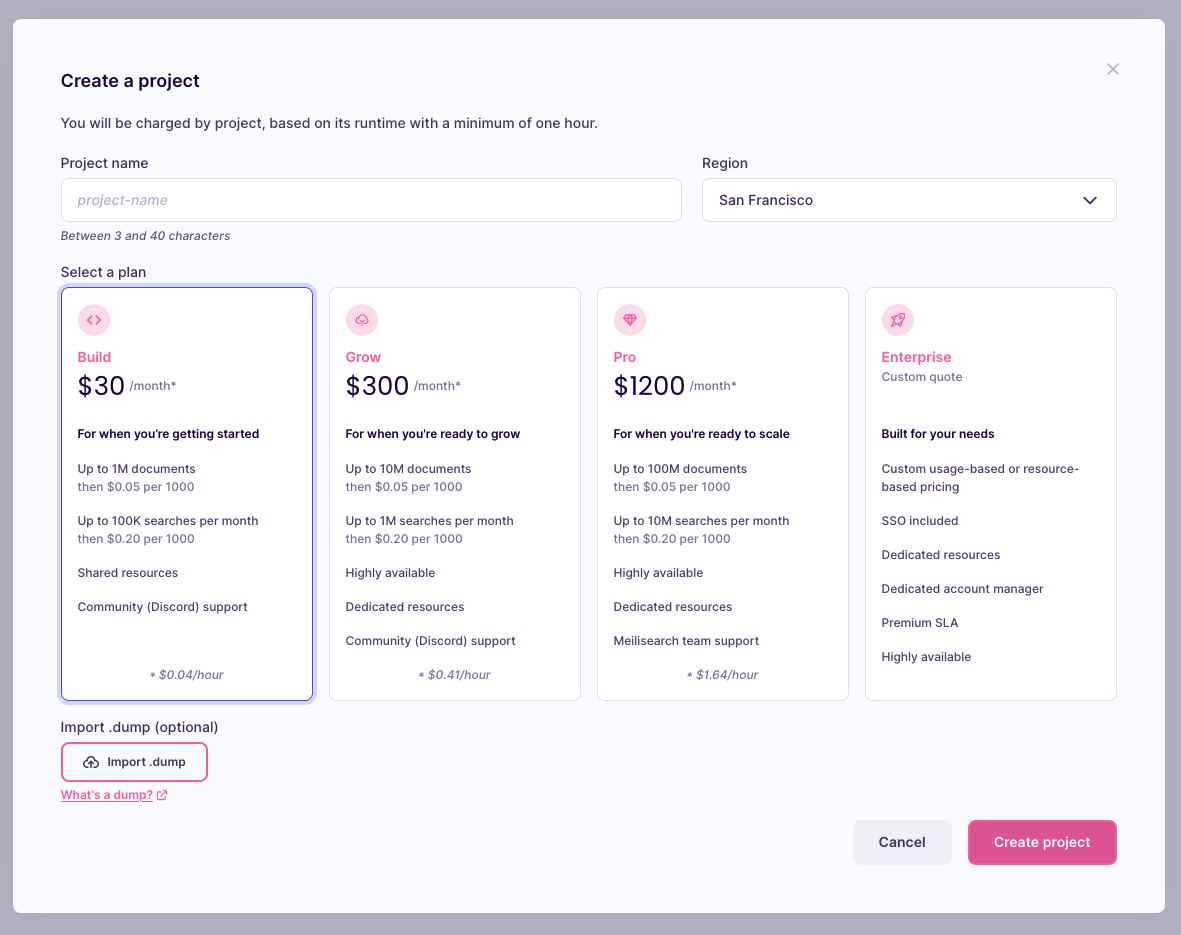 Create a project
You will be charged by project, based on its runtime with a minimum of one hour.
Project name
project-name
Between 3 and 40 characters
Region
San Francisco
Select a plan
Build
$30 /month*
For when you’re getting started
Up to 1M documents
then $0.05 per 1000
Up to 100K searches per month
then $0.20 per 1000
Shared resources
Community (Discord) support
* $0.04/hour
Grow
$300 /month*
For when you're ready to grow
Up to 10M documents
then $0.05 per 1000
Up to 1M searches per month
then $0.20 per 1000
Highly available
Dedicated resources
Community (Discord) support
* $0.41/hour
Pro
$1200 /month*
For when you're ready to scale
Up to 100M documents
then $0.05 per 1000
Up to 10M searches per month
then $0.20 per 1000
Highly available
Dedicated resources
Meilisearch team support
* $1.64/hour
Enterprise
Custom quote
Built for your needs
Custom usage-based or resource-
based pricing
SSO included
Dedicated resources
Dedicated account manager
Premium SLA
Highly available
Import .dump (optional)
Import .dump
What's a dump?
Cancel
Create project